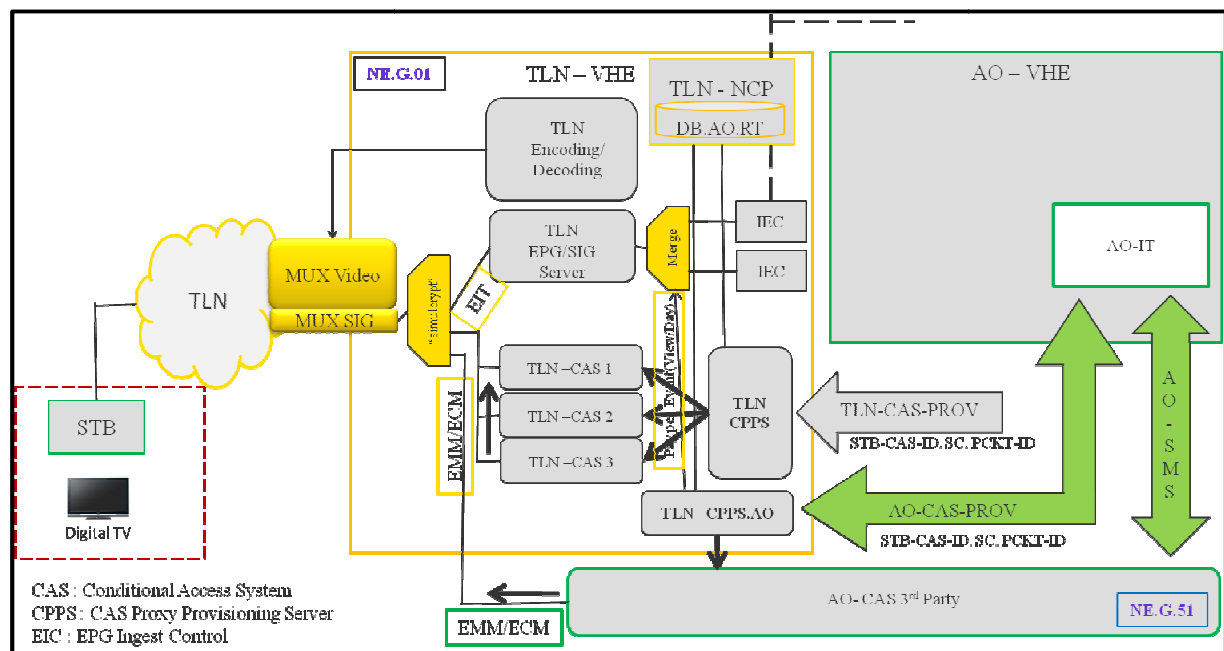 NE.G.01
TLN – VHE
TLN - NCP
DB.AO.RT
AO – VHE
TLN
Encoding/
Decoding
TLN
EPG/SIG
Server
Merge
IEC
IEC
AO-IT
TLN
MUX Video
MUX SIG
"simulcrypt"
EIT
STB
Digital TV
EMM/ECM
TLN –CAS 1
TLN –CAS 2
TLN –CAS 3
Event(View/Day)
TLN
CPPS
TLN-CAS-PROV
STB-CAS-ID, SC, PCKT-ID
AO-SMS
TLN CPPS.AO
AO-CAS-PROV
STB-CAS-ID, SC, PCKT-ID
CAS : Conditional Access System
CPPS : CAS Proxy Provisioning Server
EIC : EPG Ingest Control
EMM/ECM
AO- CAS 3rd Party
NE.G.51